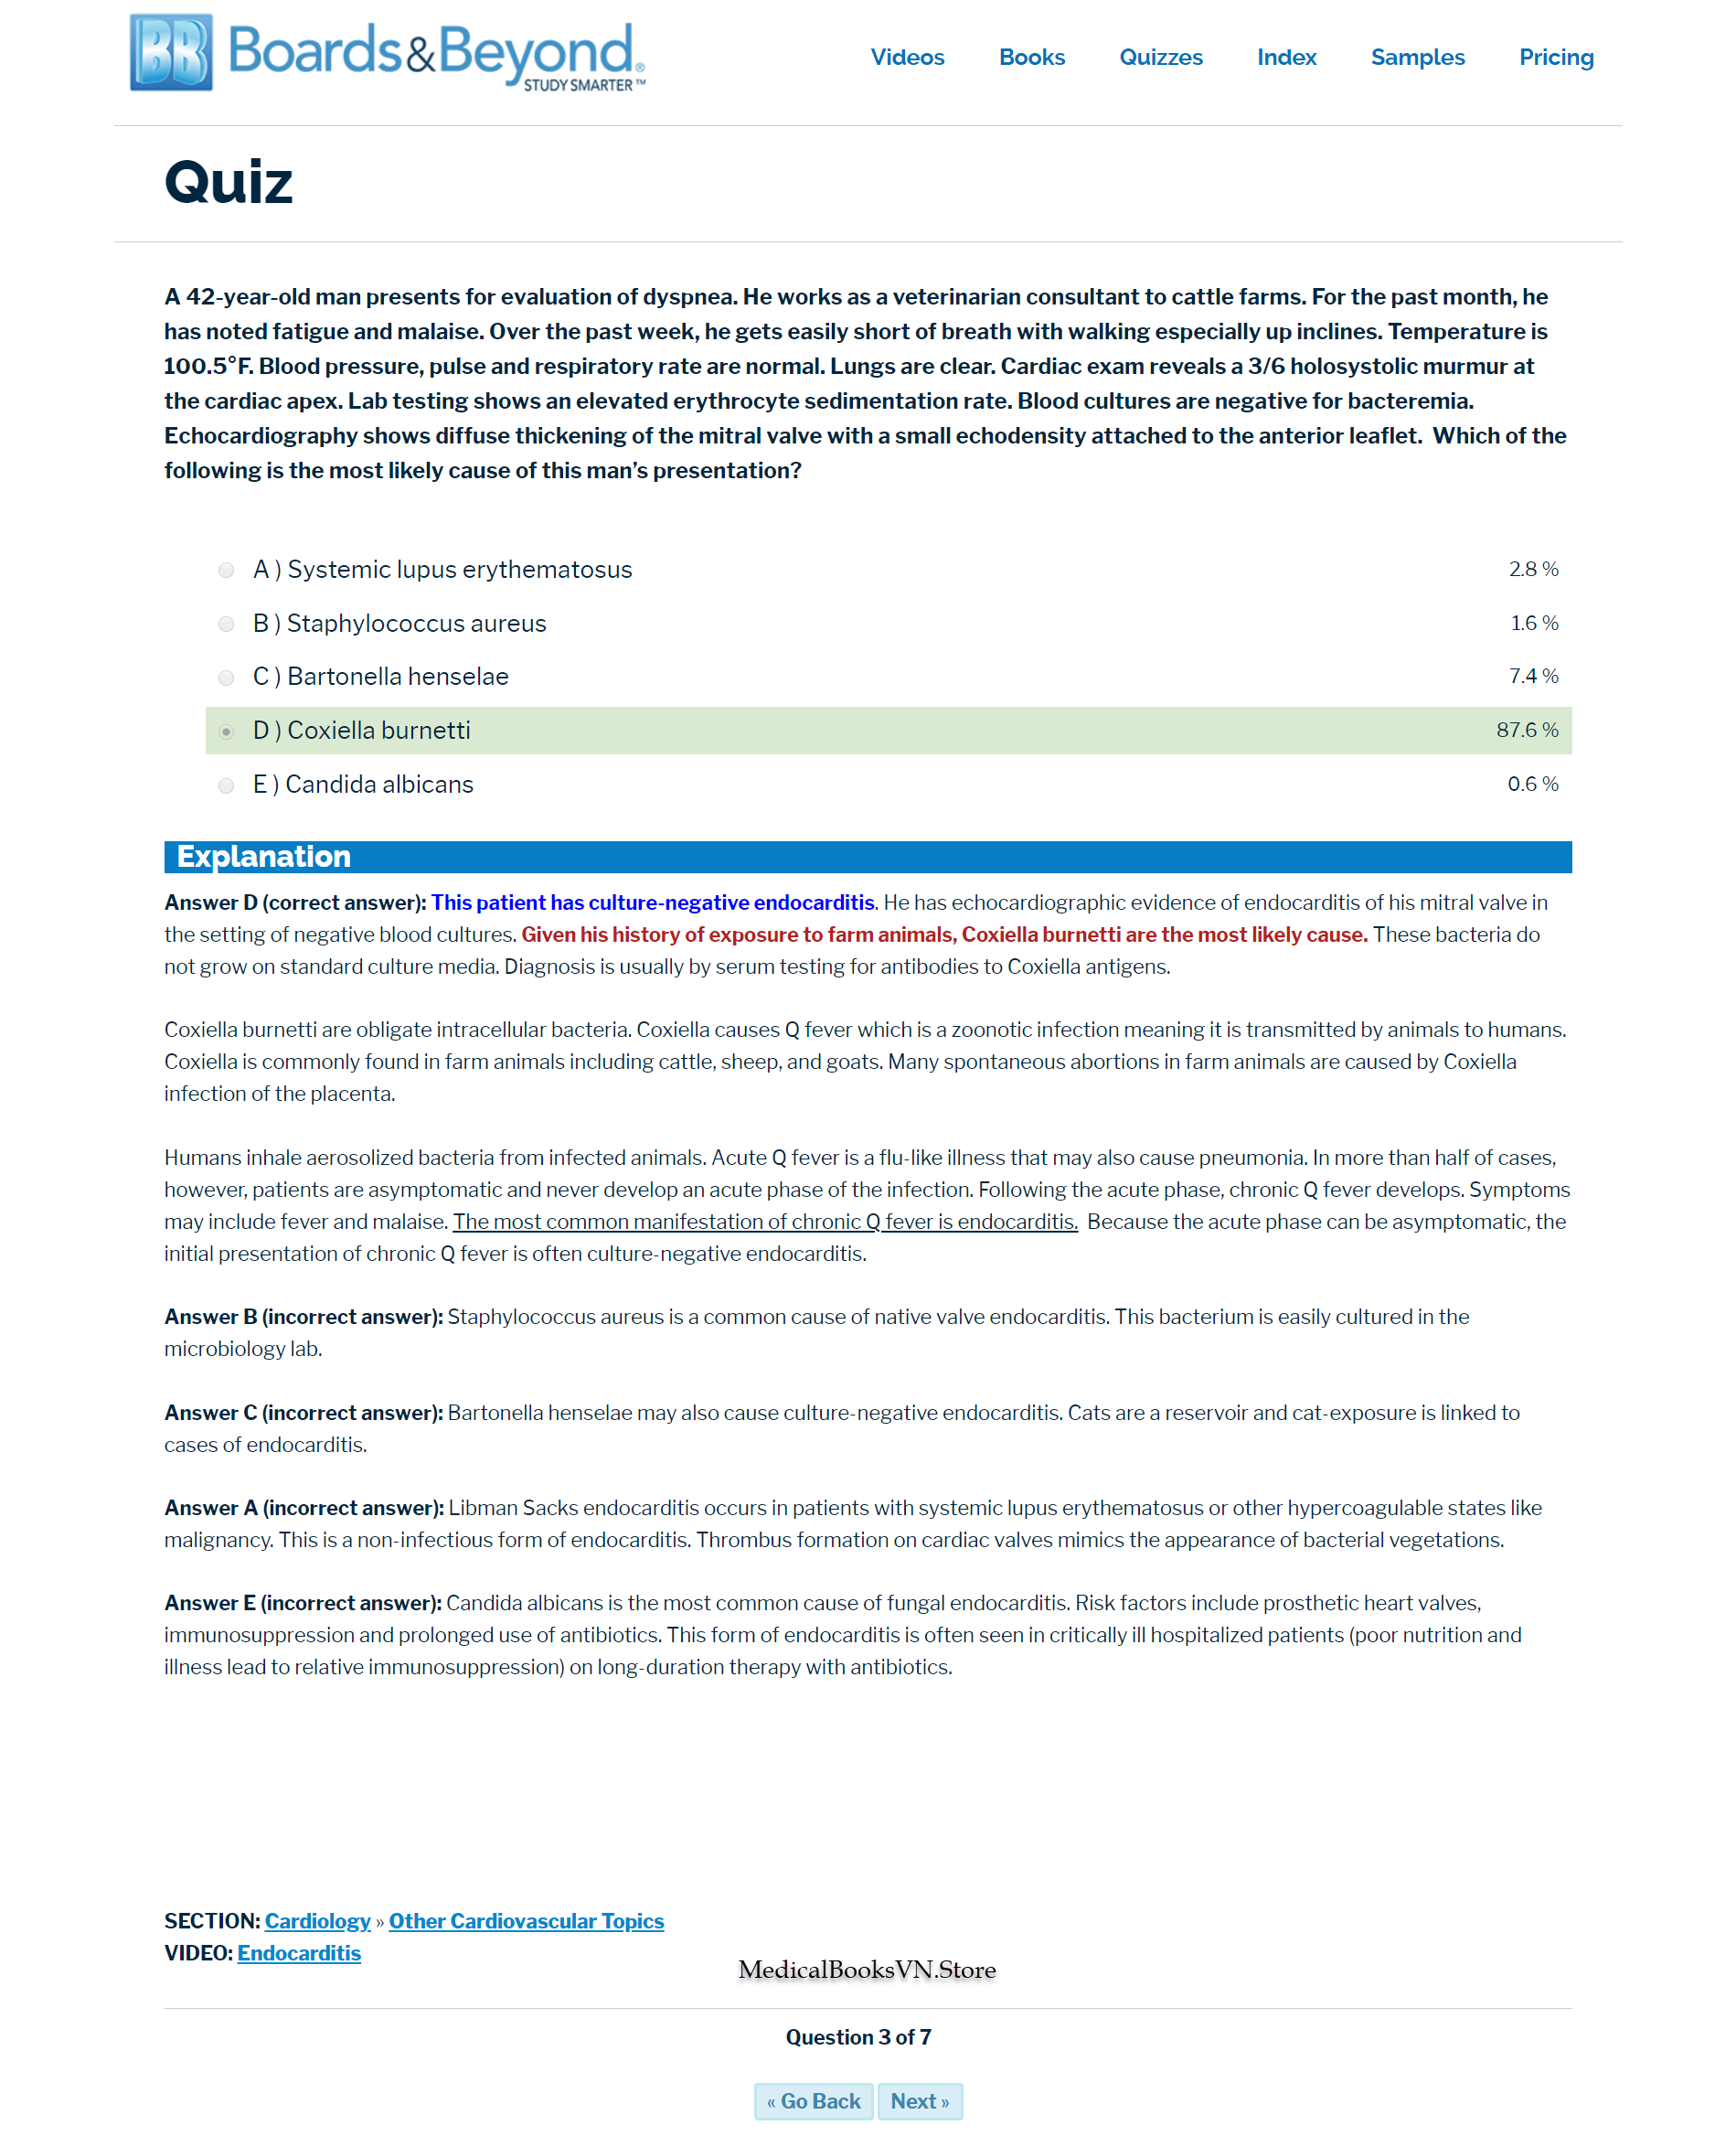 BB Boards&Beyond®
STUDY SMARTER™
Videos Books Quizzes Index Samples Pricing
Quiz
A 42-year-old man presents for evaluation of dyspnea. He works as a veterinarian consultant to cattle farms. For the past month, he
has noted fatigue and malaise. Over the past week, he gets easily short of breath with walking especially up inclines. Temperature is
100.5°F. Blood pressure, pulse and respiratory rate are normal. Lungs are clear. Cardiac exam reveals a 3/6 holosystolic murmur at
the cardiac apex. Lab testing shows an elevated erythrocyte sedimentation rate. Blood cultures are negative for bacteremia.
Echocardiography shows diffuse thickening of the mitral valve with a small echodensity attached to the anterior leaflet.  Which of the
following is the most likely cause of this man’s presentation?
A ) Systemic lupus erythematosus 2.8 %
B ) Staphylococcus aureus 1.6 %
C ) Bartonella henselae 7.4 %
D ) Coxiella burnetti 87.6 %
E ) Candida albicans 0.6 %
Explanation
Answer D (correct answer): This patient has culture-negative endocarditis. He has echocardiographic evidence of endocarditis of his mitral valve in
the setting of negative blood cultures. Given his history of exposure to farm animals, Coxiella burnetti are the most likely cause. These bacteria do
not grow on standard culture media. Diagnosis is usually by serum testing for antibodies to Coxiella antigens.
Coxiella burnetti are obligate intracellular bacteria. Coxiella causes Q fever which is a zoonotic infection meaning it is transmitted by animals to humans.
Coxiella is commonly found in farm animals including cattle, sheep, and goats. Many spontaneous abortions in farm animals are caused by Coxiella
infection of the placenta.
Humans inhale aerosolized bacteria from infected animals. Acute Q fever is a flu-like illness that may also cause pneumonia. In more than half of cases,
however, patients are asymptomatic and never develop an acute phase of the infection. Following the acute phase, chronic Q fever develops. Symptoms
may include fever and malaise. The most common manifestation of chronic Q fever is endocarditis.  Because the acute phase can be asymptomatic, the
initial presentation of chronic Q fever is often culture-negative endocarditis.
Answer B (incorrect answer): Staphylococcus aureus is a common cause of native valve endocarditis. This bacterium is easily cultured in the
microbiology lab.
Answer C (incorrect answer): Bartonella henselae may also cause culture-negative endocarditis. Cats are a reservoir and cat-exposure is linked to
cases of endocarditis.
Answer A (incorrect answer): Libman Sacks endocarditis occurs in patients with systemic lupus erythematosus or other hypercoagulable states like
malignancy. This is a non-infectious form of endocarditis. Thrombus formation on cardiac valves mimics the appearance of bacterial vegetations.
Answer E (incorrect answer): Candida albicans is the most common cause of fungal endocarditis. Risk factors include prosthetic heart valves,
immunosuppression and prolonged use of antibiotics. This form of endocarditis is often seen in critically ill hospitalized patients (poor nutrition and
illness lead to relative immunosuppression) on long-duration therapy with antibiotics.
SECTION: Cardiology » Other Cardiovascular Topics
VIDEO: Endocarditis
MedicalBooksVN.Store
Question 3 of 7
« Go Back Next »